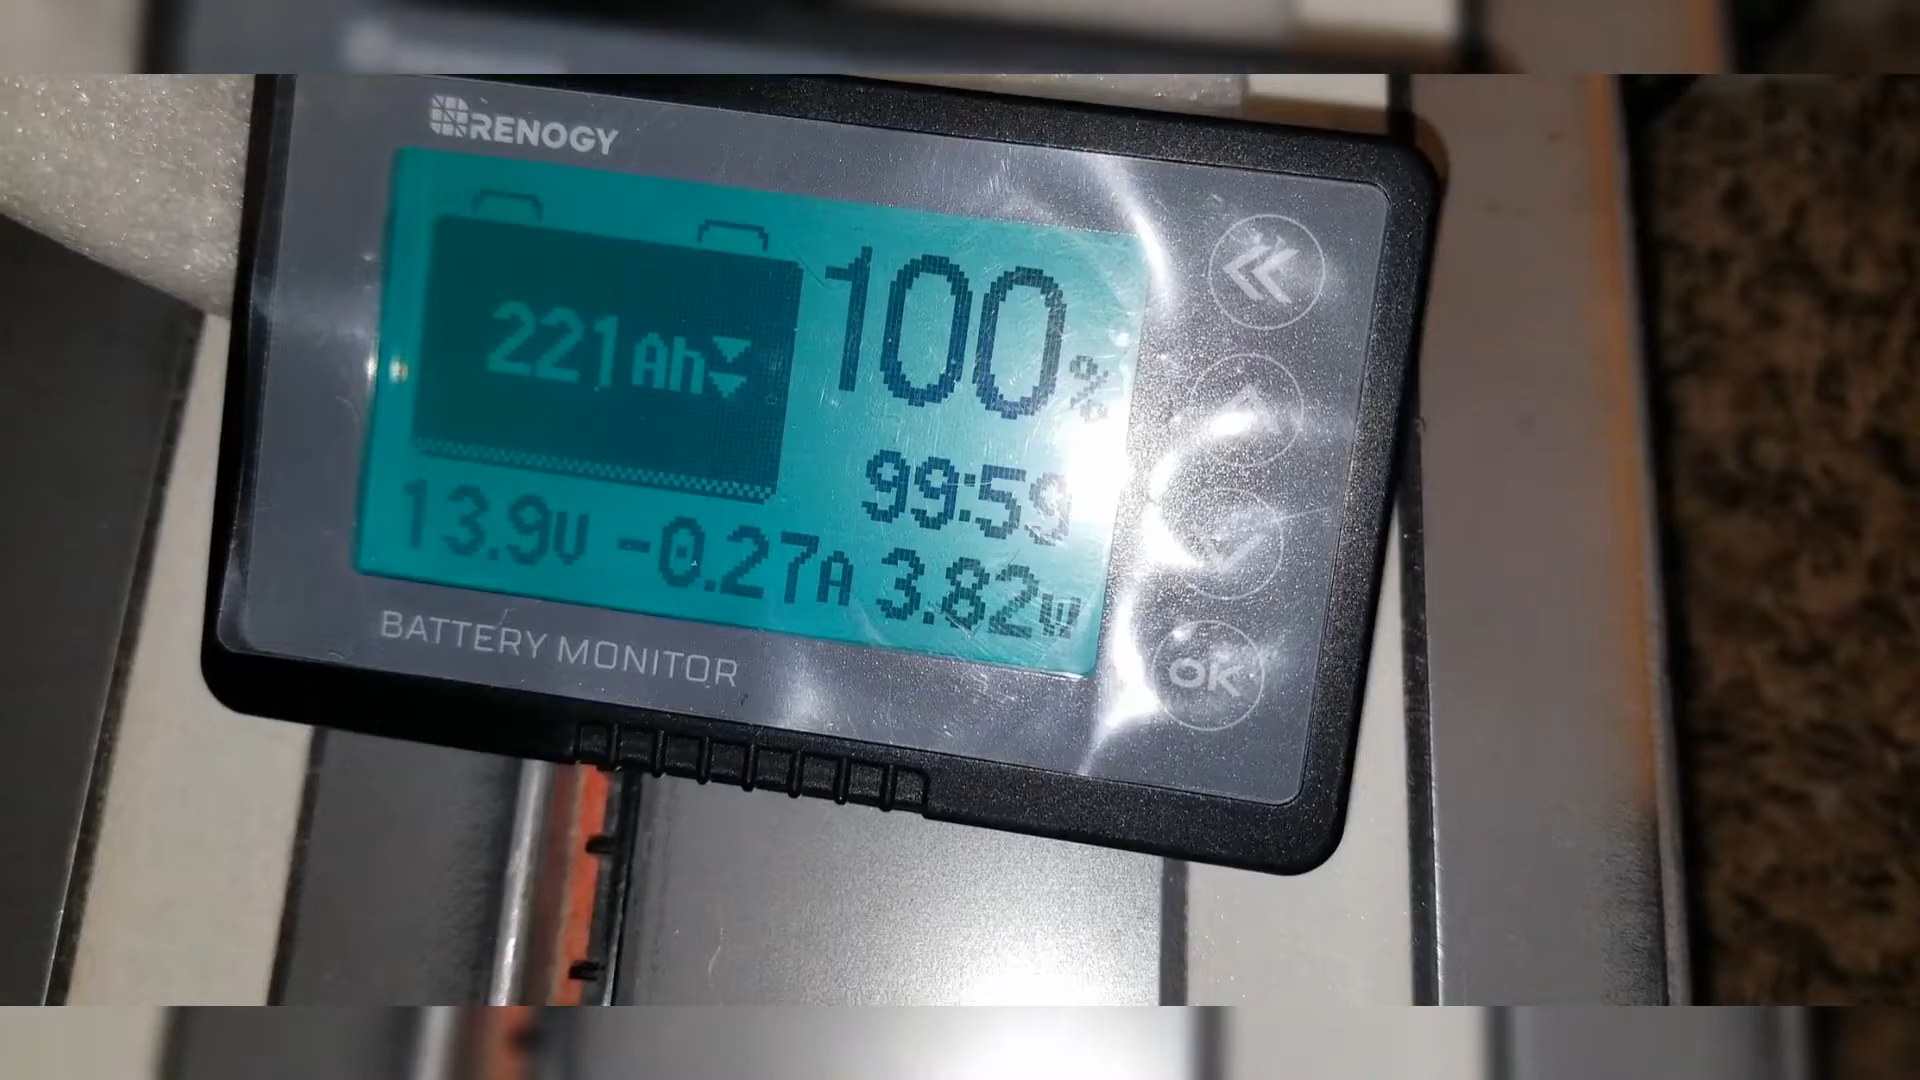 RENOGY
221Ah
100%
99:59
13.9V -0.27A 3.82W
BATTERY MONITOR
OK